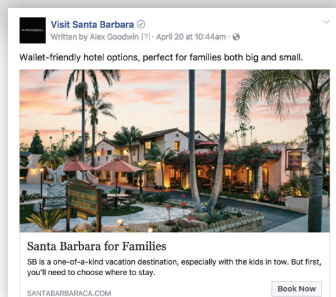 Visit Santa Barbara
Written by Alex Goodwin [?] · April 20 at 10:44am ·
Wallet-friendly hotel options, perfect for families both big and small.
Santa Barbara for Families
SB is a one-of-a-kind vacation destination, especially with the kids in tow. But first,
you'll need to choose where to stay.
Book Now
SANTABARBARACA.COM